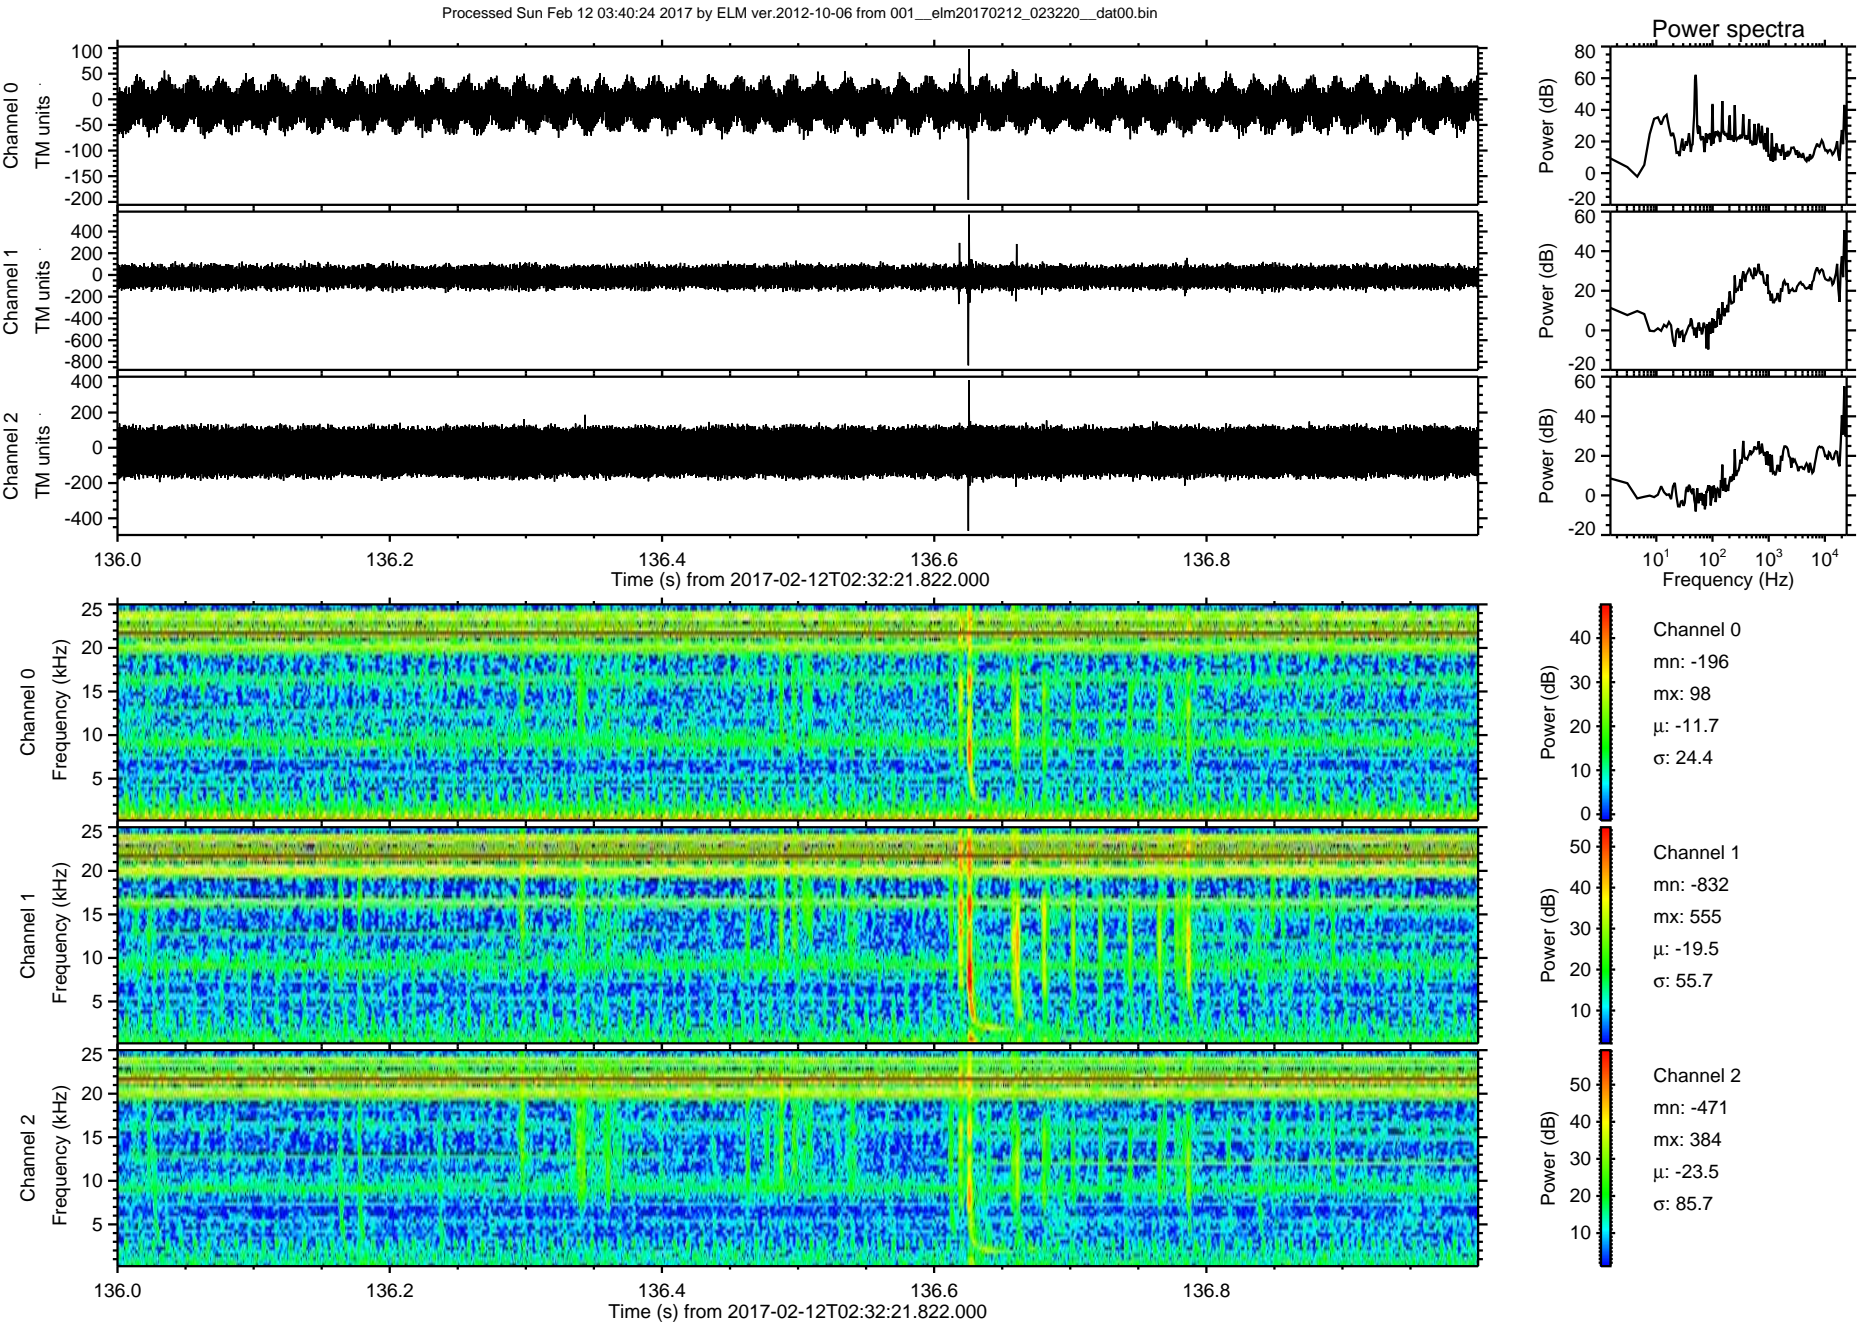 Processed Sun Feb 12 03:40:24 2017 by ELM ver.2012-10-06 from 001__elm20170212_023220__dat00.bin
Power spectra
Channel 0
TM units
100
50
0
-50
-100
-150
-200
Power (dB)
80
60
40
20
0
-20
Channel 1
TM units
400
200
0
-200
-400
-600
-800
Power (dB)
60
40
20
0
-20
Channel 2
TM units
400
200
0
-200
-400
Power (dB)
60
40
20
0
-20
136.0 136.2 136.4 136.6 136.8
Time (s) from 2017-02-12T02:32:21.822.000
10¹ 10² 10³ 10⁴
Frequency (Hz)
Channel 0
Frequency (kHz)
25
20
15
10
5
Power (dB)
40
30
20
10
0
Channel 0
mn: -196
mx: 98
μ: -11.7
σ: 24.4
Channel 1
Frequency (kHz)
25
20
15
10
5
Power (dB)
50
40
30
20
10
Channel 1
mn: -832
mx: 555
μ: -19.5
σ: 55.7
Channel 2
Frequency (kHz)
25
20
15
10
5
Power (dB)
50
40
30
20
10
Channel 2
mn: -471
mx: 384
μ: -23.5
σ: 85.7
136.0 136.2 136.4 136.6 136.8
Time (s) from 2017-02-12T02:32:21.822.000